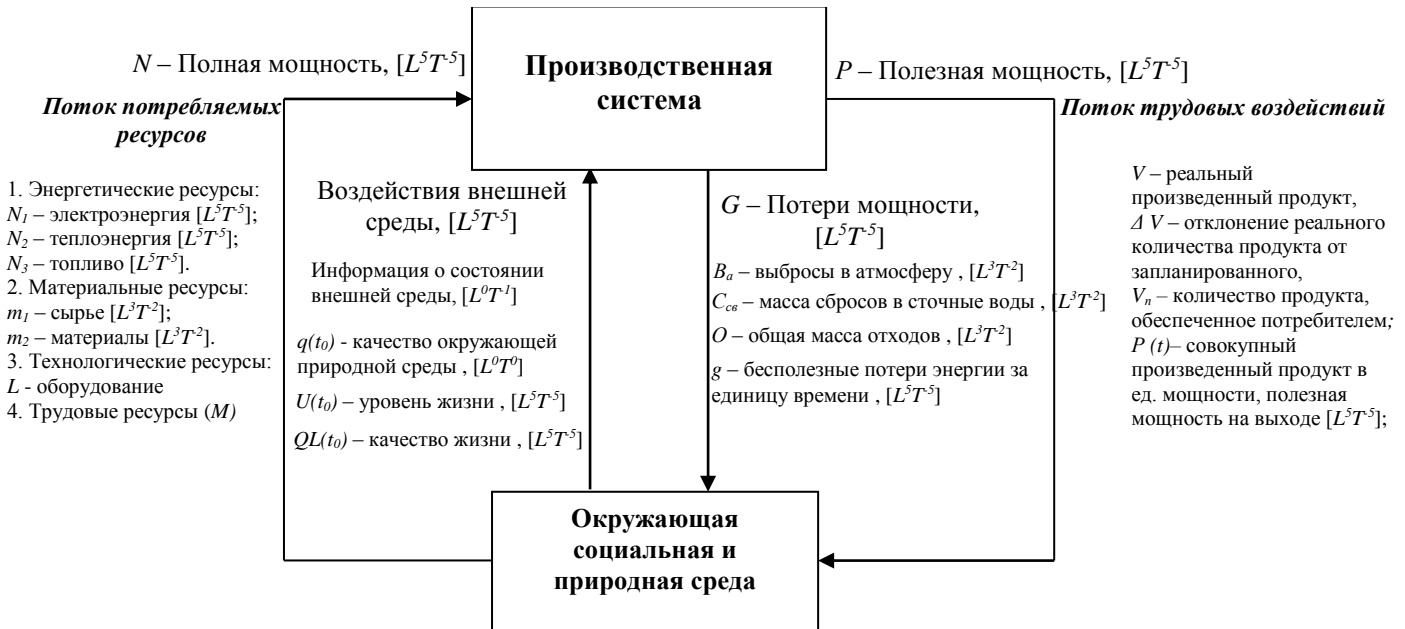 N – Полная мощность, [L⁵T⁻⁵]
Поток потребляемых
ресурсов
1. Энергетические ресурсы:
N₁ – электроэнергия [L⁵T⁻⁵];
N₂ – теплоэнергия [L⁵T⁻⁵];
N₃ – топливо [L⁵T⁻⁵].
2. Материальные ресурсы:
m₁ – сырье [L³T⁻²];
m₂ – материалы [L³T⁻²].
3. Технологические ресурсы:
L - оборудование
4. Трудовые ресурсы (M)
Производственная
система
Воздействия внешней
среды, [L⁵T⁻⁵]
Информация о состоянии
внешней среды, [L⁰T⁻¹]
q(t₀) - качество окружающей
природной среды , [L⁰T⁰]
U(t₀) – уровень жизни , [L⁵T⁻⁵]
QL(t₀) – качество жизни , [L⁵T⁻⁵]
G – Потери мощности,
[L⁵T⁻⁵]
Bₐ – выбросы в атмосферу , [L³T⁻²]
Cсв – масса сбросов в сточные воды , [L³T⁻²]
O – общая масса отходов , [L³T⁻²]
g – бесполезные потери энергии за
единицу времени , [L⁵T⁻⁵]
P – Полезная мощность, [L⁵T⁻⁵]
Поток трудовых воздействий
V – реальный
произведенный продукт,
Δ V – отклонение реального
количества продукта от
запланированного,
Vп – количество продукта,
обеспеченное потребителем;
P (t)– совокупный
произведенный продукт в
ед. мощности, полезная
мощность на выходе [L⁵T⁻⁵];
Окружающая
социальная и
природная среда